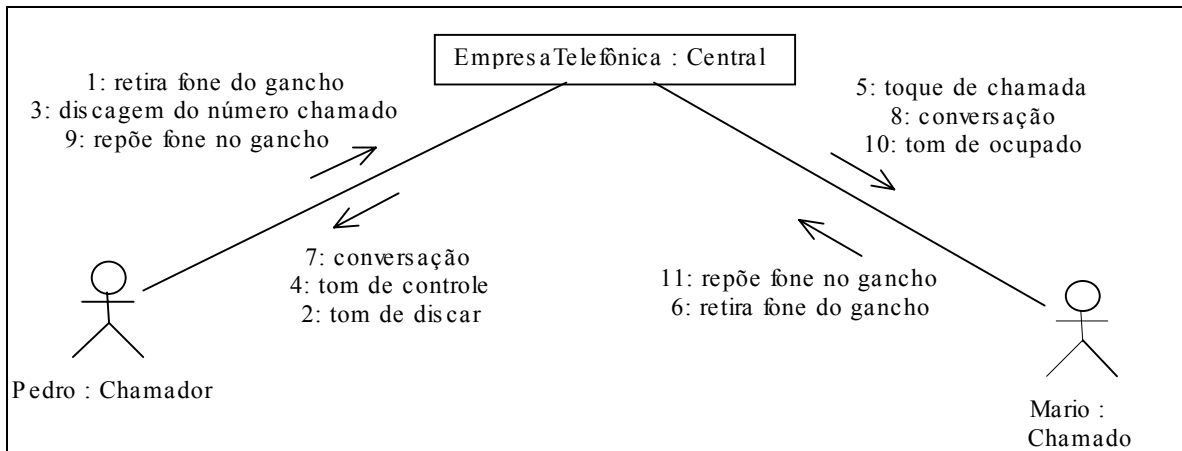 EmpresaTelefônica : Central
1: retira fone do gancho
3: discagem do número chamado
9: repõe fone no gancho
5: toque de chamada
8: conversação
10: tom de ocupado
7: conversação
4: tom de controle
2: tom de discar
11: repõe fone no gancho
6: retira fone do gancho
Pedro : Chamador
Mario :
Chamado